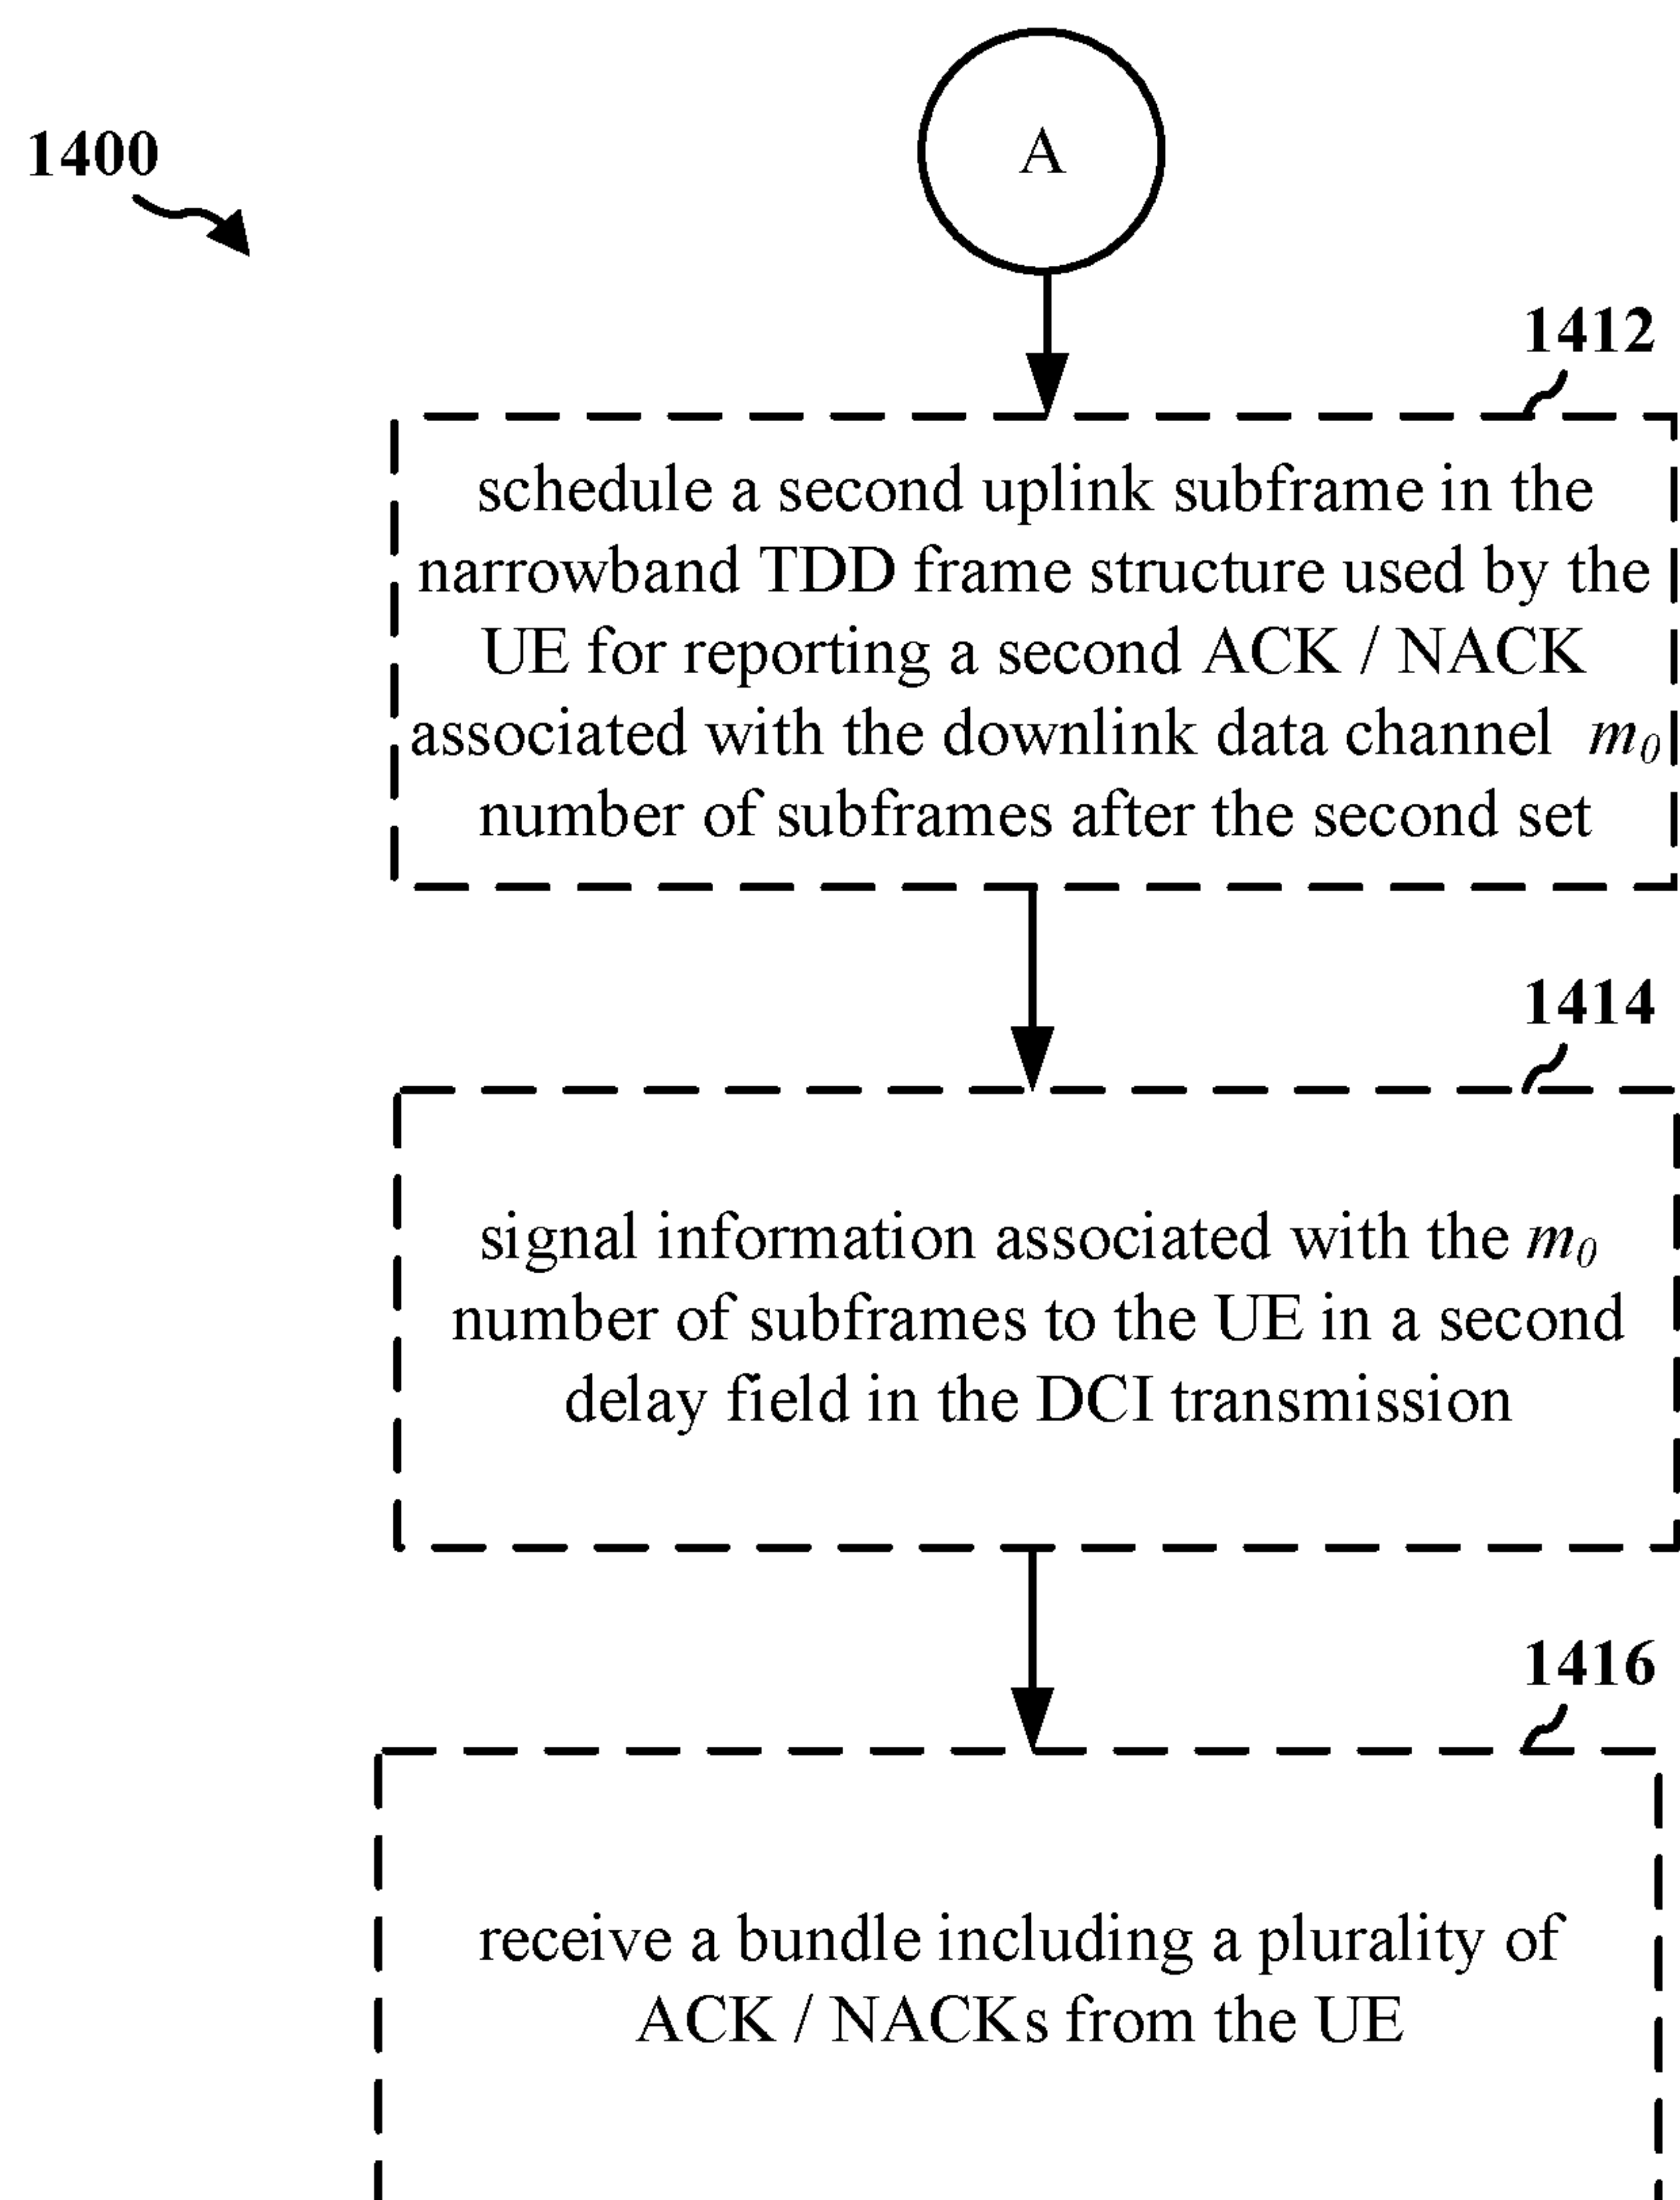 A
1400
1412
schedule a second uplink subframe in the
narrowband TDD frame structure used by the
UE for reporting a second ACK / NACK
associated with the downlink data channel m0
number of subframes after the second set
1414
signal information associated with the m0
number of subframes to the UE in a second
delay field in the DCI transmission
1416
receive a bundle including a plurality of
ACK / NACKs from the UE